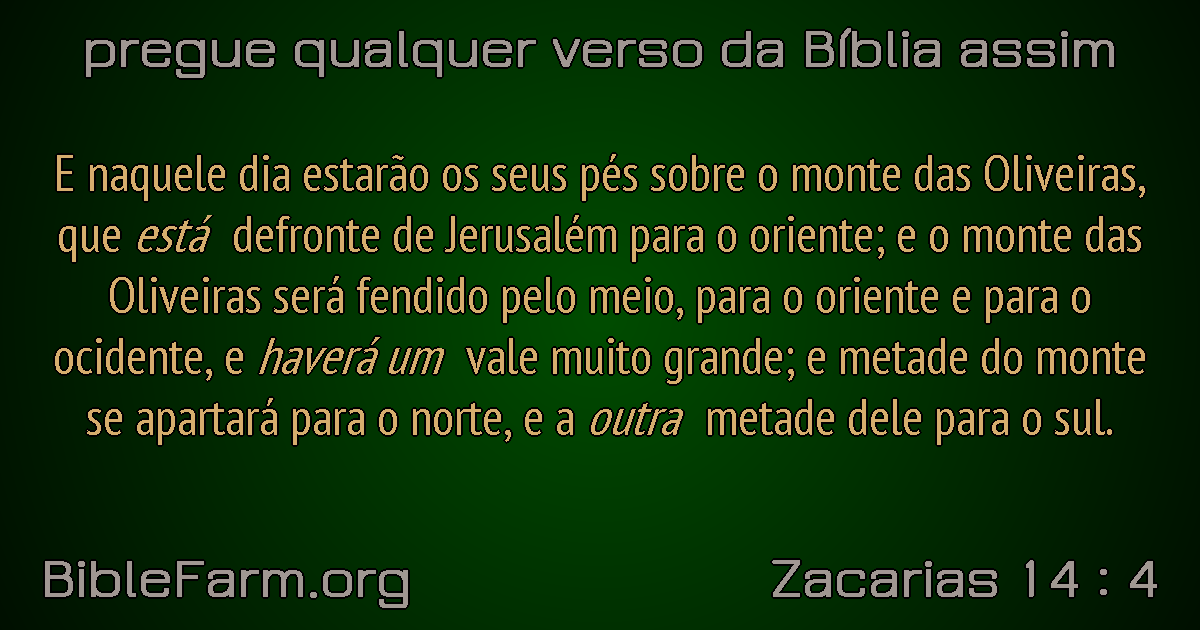 pregue qualquer verso da Bíblia assim
E naquele dia estarão os seus pés sobre o monte das Oliveiras,
que está defronte de Jerusalém para o oriente; e o monte das
Oliveiras será fendido pelo meio, para o oriente e para o
ocidente, e haverá um vale muito grande; e metade do monte
se apartará para o norte, e a outra metade dele para o sul.
BibleFarm.org
Zacarias 14 : 4